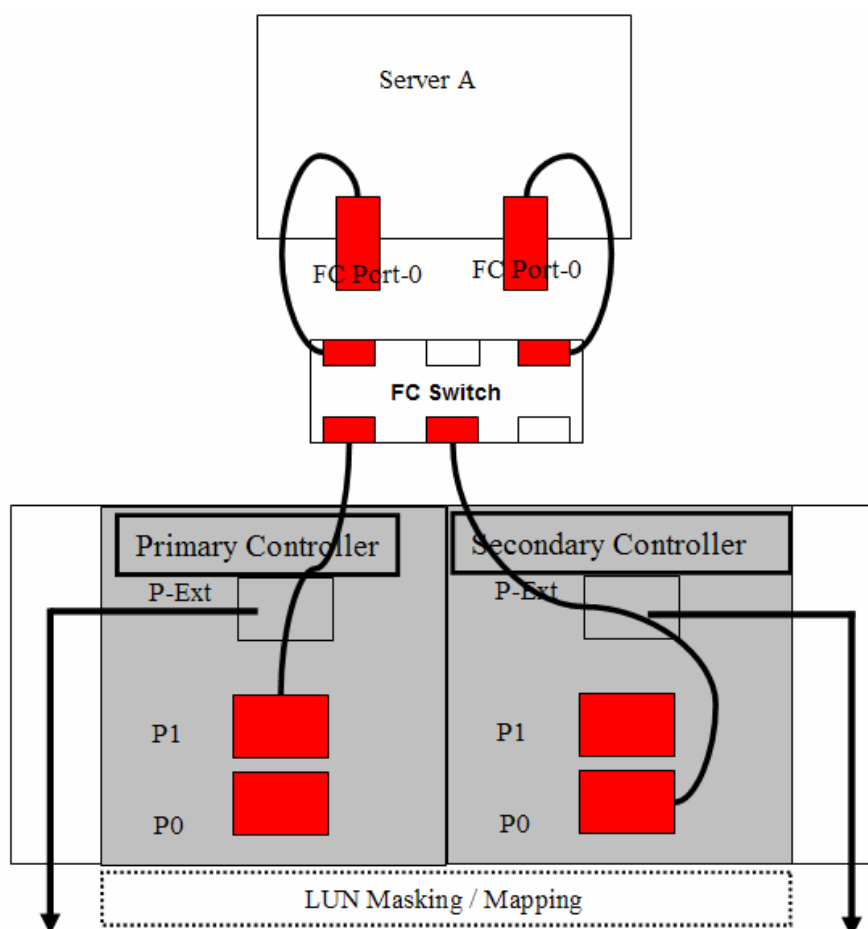 Server A
FC Port-0
FC Port-0
FC Switch
Primary Controller
Secondary Controller
P-Ext
P-Ext
P1
P1
P0
P0
LUN Masking / Mapping